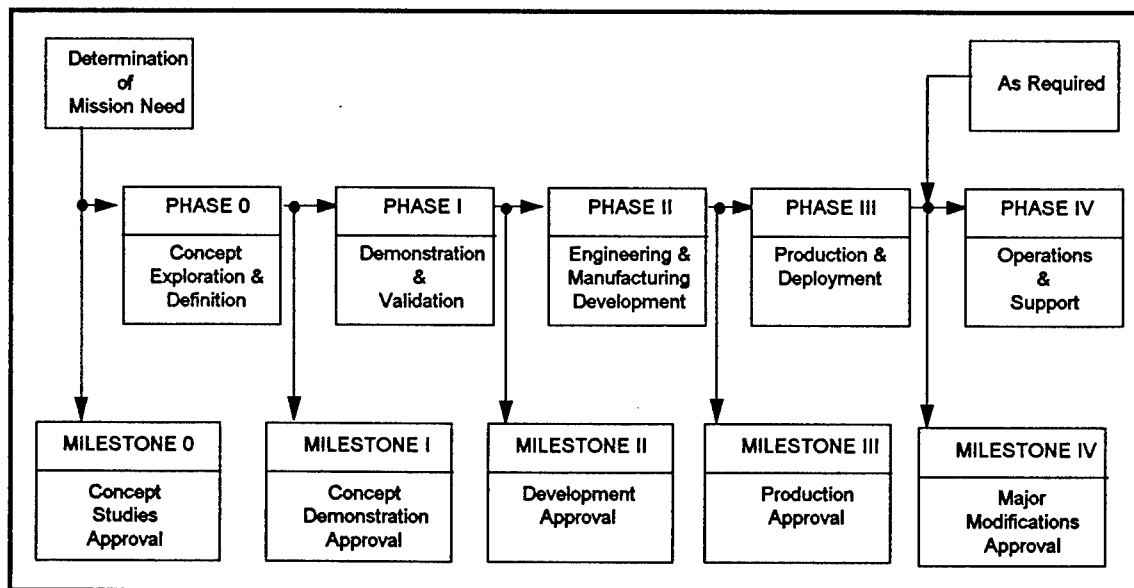 Determination
of
Mission Need
As Required
PHASE 0
Concept
Exploration &
Definition
PHASE I
Demonstration
&
Validation
PHASE II
Engineering &
Manufacturing
Development
PHASE III
Production &
Deployment
PHASE IV
Operations
&
Support
MILESTONE 0
Concept
Studies
Approval
MILESTONE I
Concept
Demonstration
Approval
MILESTONE II
Development
Approval
MILESTONE III
Production
Approval
MILESTONE IV
Major
Modifications
Approval